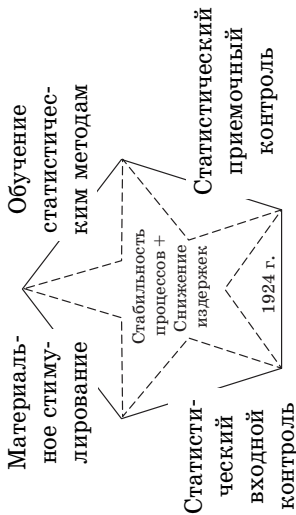 Материаль-
ное стиму-
лирование
Обучение
статистичес-
ким методам
Стабильность
процессов +
Снижение
издержек
1924 г.
Статисти-
ческий
входной
контроль
Статистический
приемочный
контроль